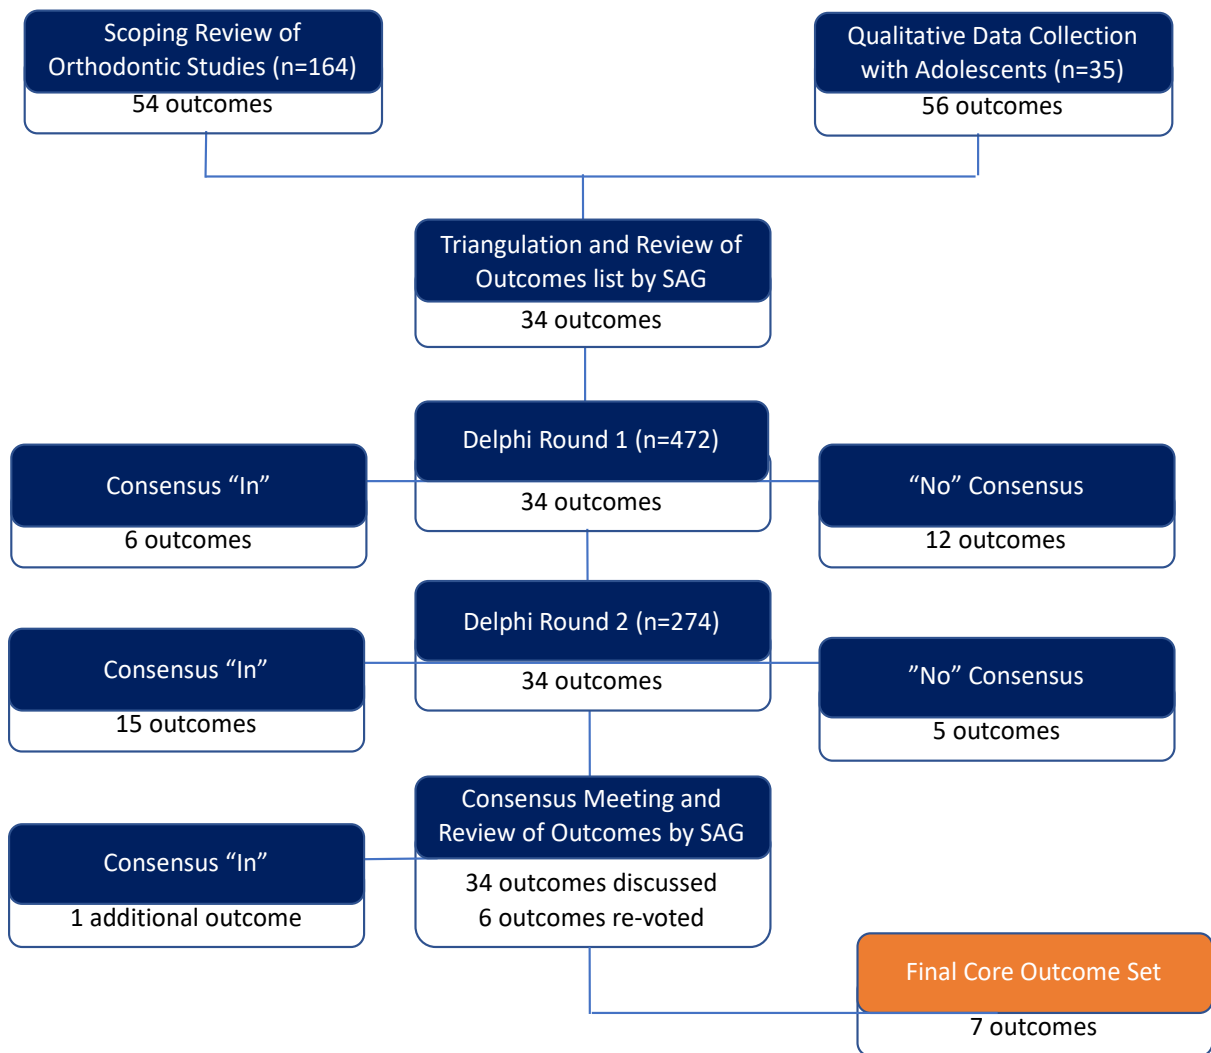 Scoping Review of
Orthodontic Studies (n=164)
54 outcomes
Qualitative Data Collection
with Adolescents (n=35)
56 outcomes
Triangulation and Review of
Outcomes list by SAG
34 outcomes
Delphi Round 1 (n=472)
34 outcomes
Consensus “In”
6 outcomes
“No” Consensus
12 outcomes
Delphi Round 2 (n=274)
34 outcomes
Consensus “In”
15 outcomes
”No” Consensus
5 outcomes
Consensus Meeting and
Review of Outcomes by SAG
34 outcomes discussed
6 outcomes re-voted
Consensus “In”
1 additional outcome
Final Core Outcome Set
7 outcomes